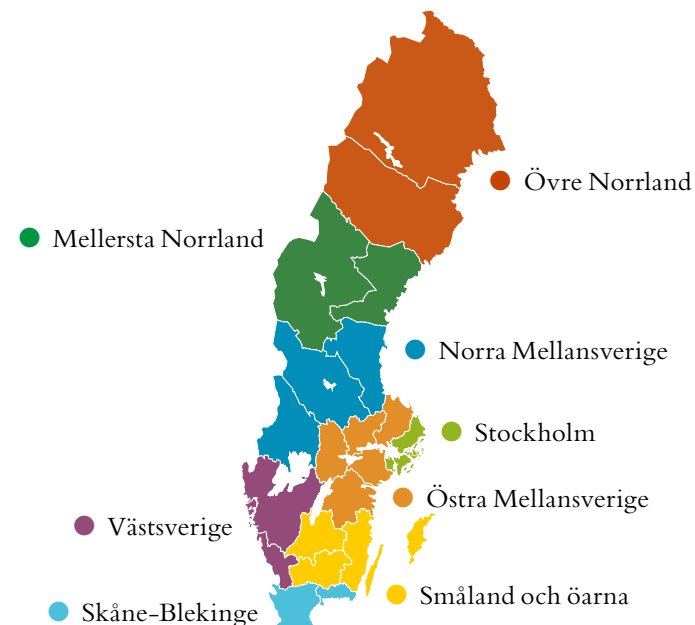 Övre Norrland
Mellersta Norrland
Norra Mellansverige
Stockholm
Östra Mellansverige
Västsverige
Småland och öarna
Skåne-Blekinge